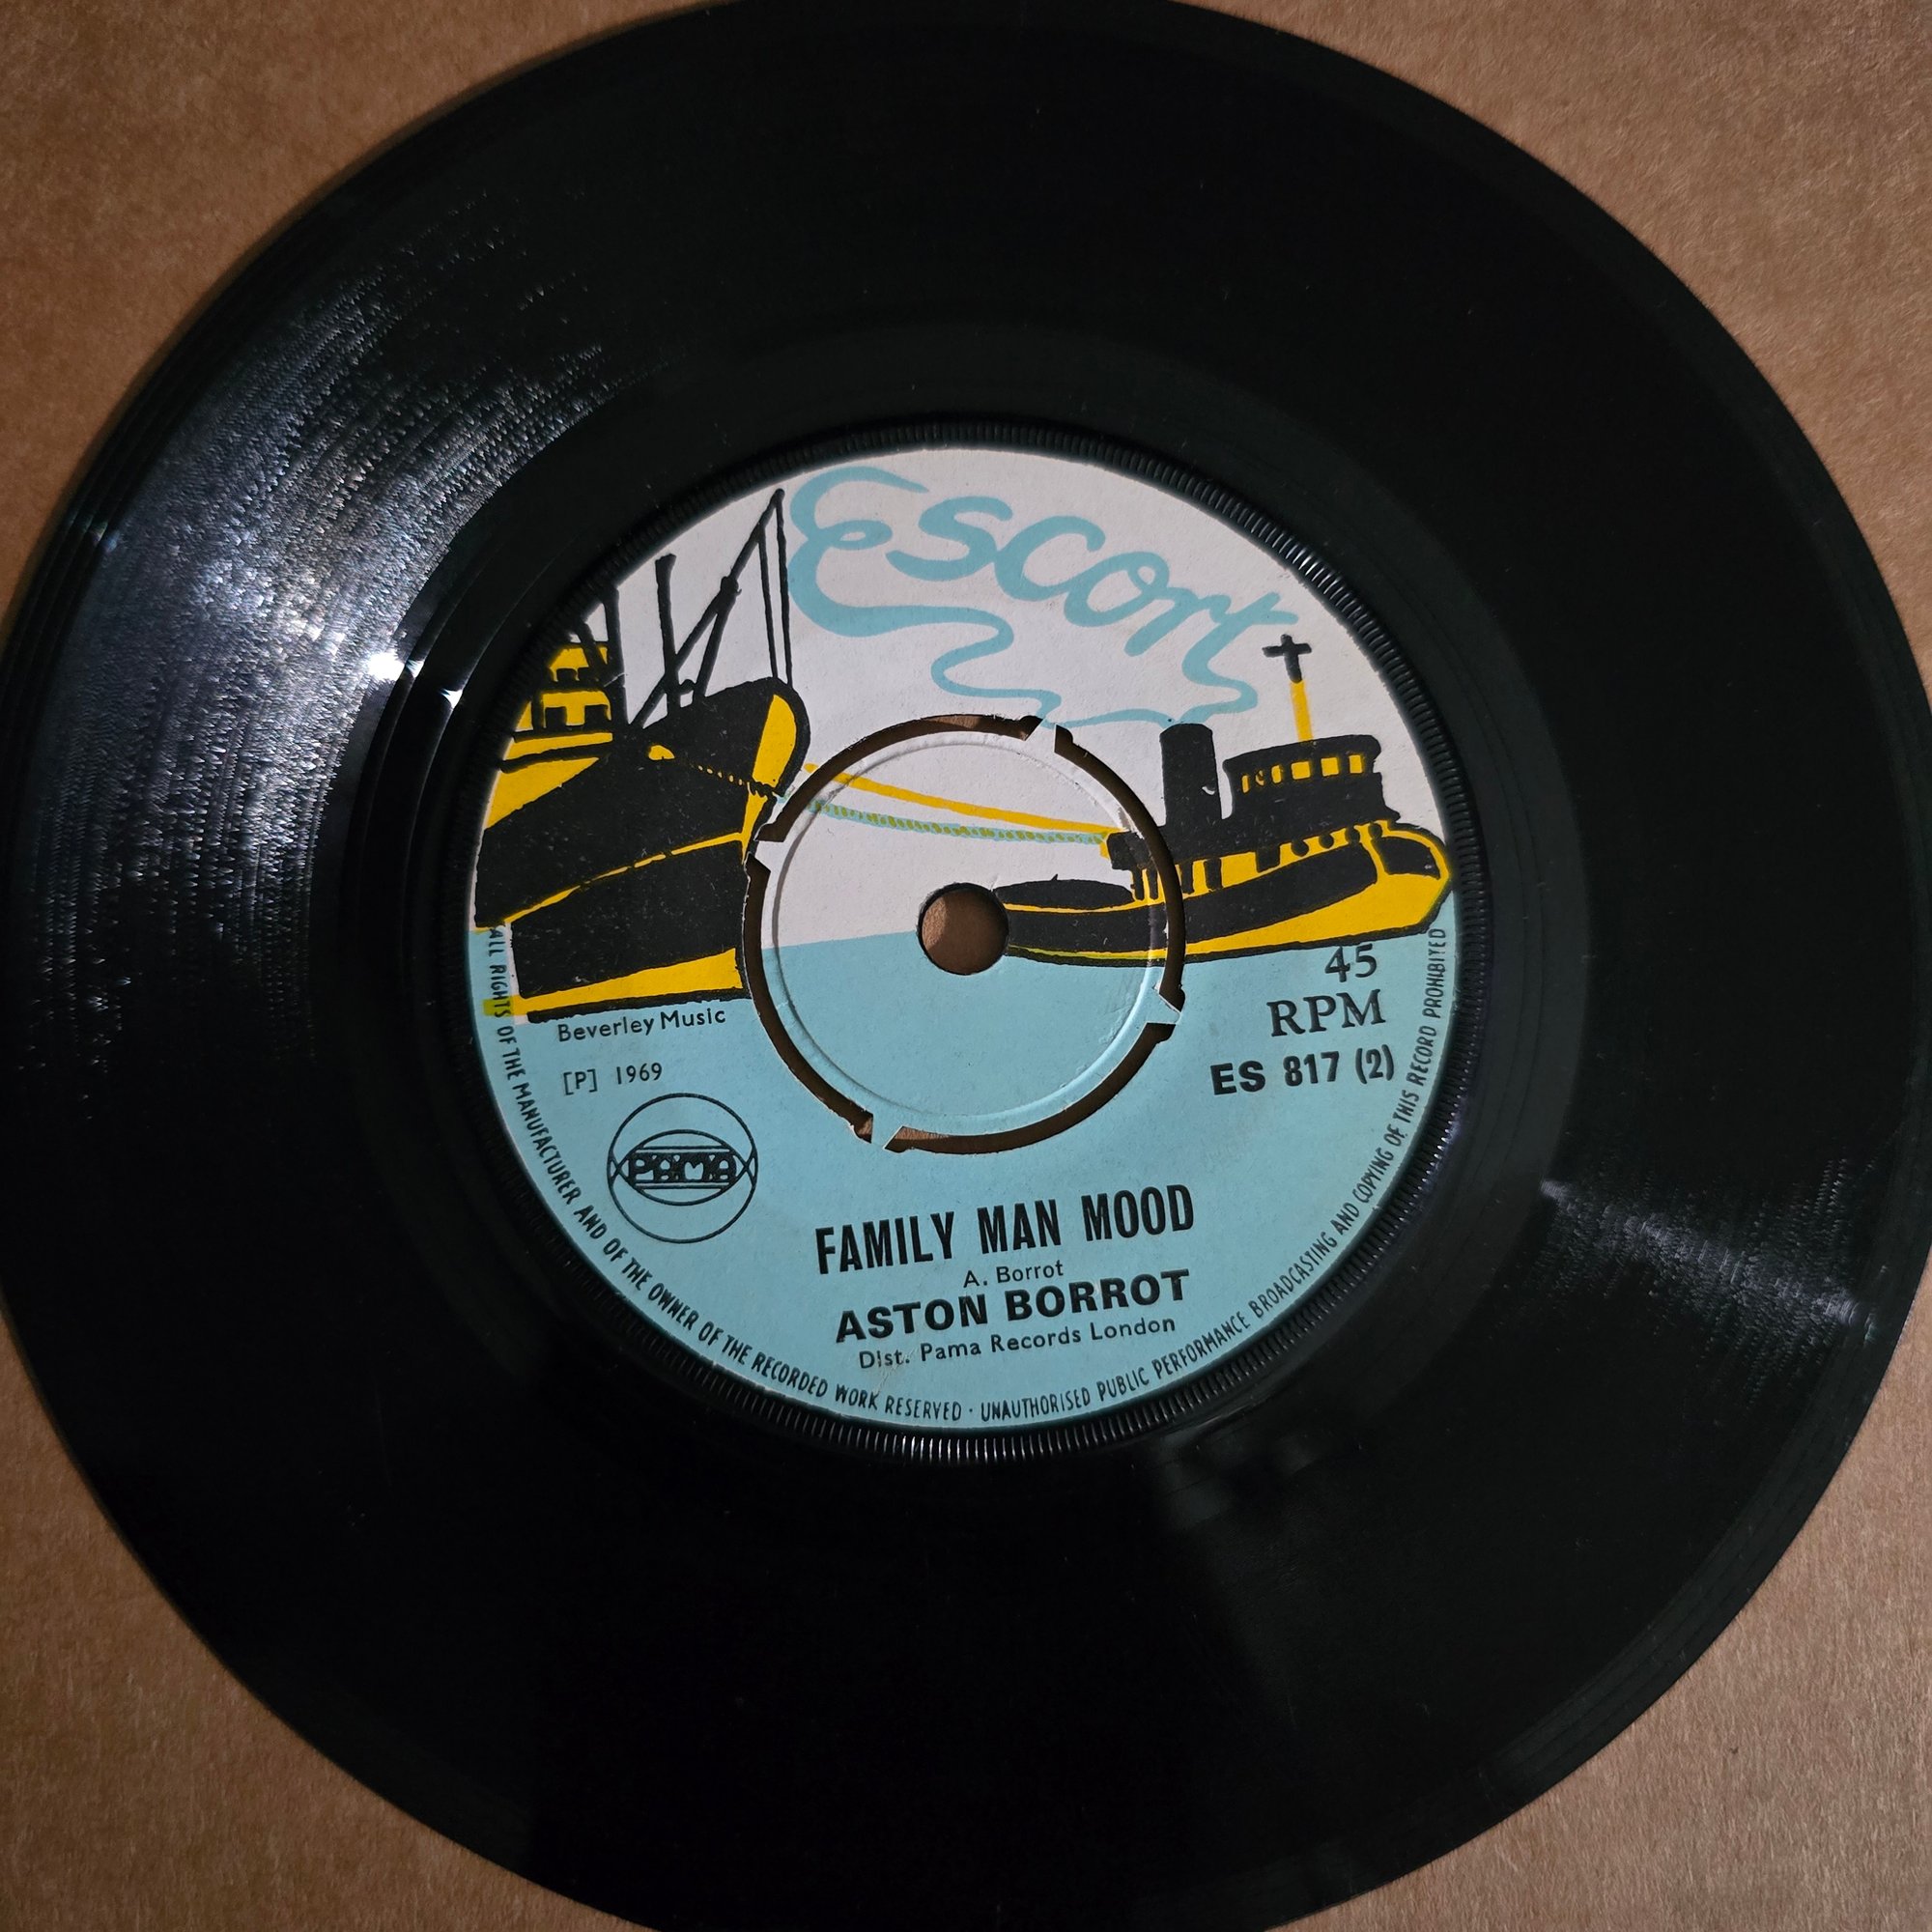 Escort
45
RPM
ES 817 (2)
Beverley Music
[P] 1969
PAMA
FAMILY MAN MOOD
A. Borrot
ASTON BORROT
Dist. Pama Records London
ALL RIGHTS OF THE MANUFACTURER AND OF THE OWNER OF THE RECORDED WORK RESERVED · UNAUTHORISED PUBLIC PERFORMANCE BROADCASTING AND COPYING OF THIS RECORD PROHIBITED